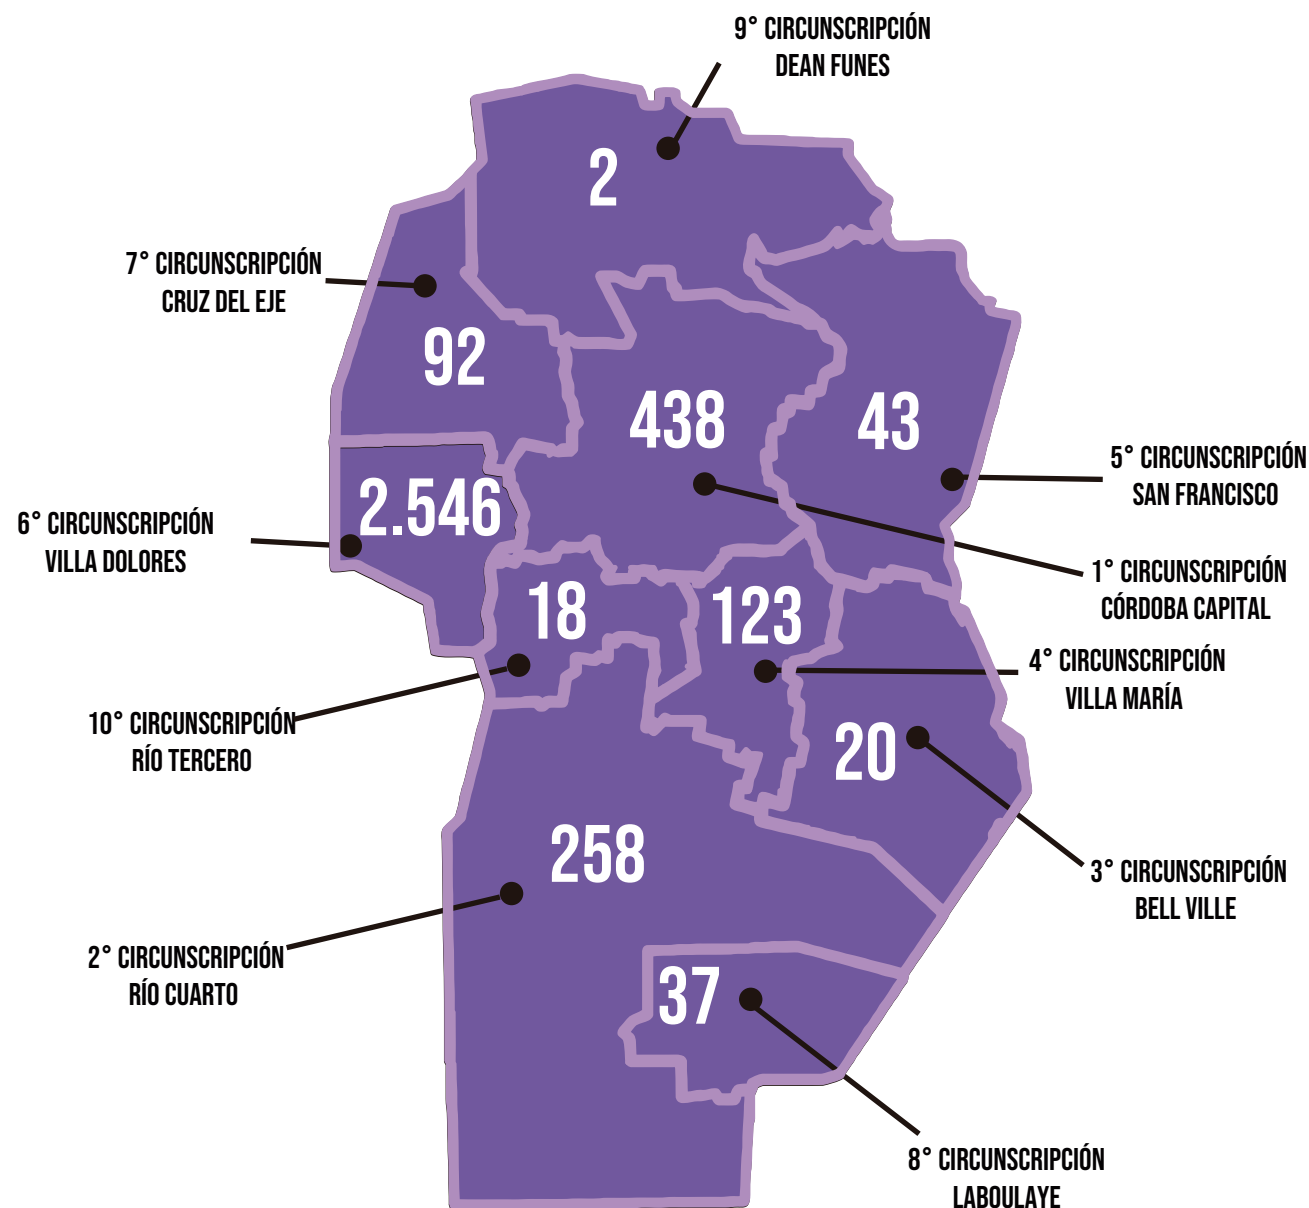 9° CIRCUNSCRIPCIÓN
DEAN FUNES
2
7° CIRCUNSCRIPCIÓN
CRUZ DEL EJE
92
438
43
5° CIRCUNSCRIPCIÓN
SAN FRANCISCO
2.546
6° CIRCUNSCRIPCIÓN
VILLA DOLORES
1° CIRCUNSCRIPCIÓN
CÓRDOBA CAPITAL
18
123
4° CIRCUNSCRIPCIÓN
VILLA MARÍA
10° CIRCUNSCRIPCIÓN
RÍO TERCERO
20
258
3° CIRCUNSCRIPCIÓN
BELL VILLE
2° CIRCUNSCRIPCIÓN
RÍO CUARTO
37
8° CIRCUNSCRIPCIÓN
LABOULAYE